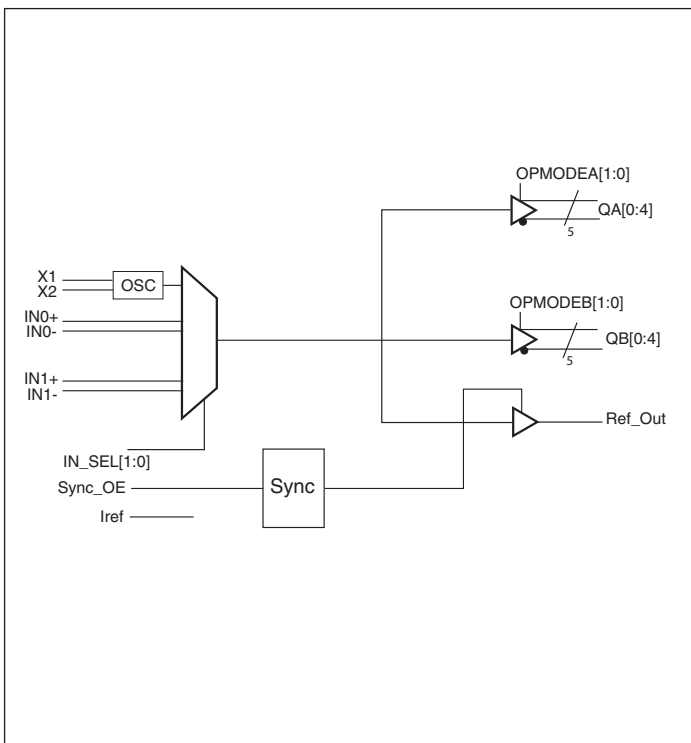 OPMODEA[1:0]
QA[0:4]
5
X1
X2
OSC
IN0+
IN0-
OPMODEB[1:0]
QB[0:4]
5
IN1+
IN1-
Ref_Out
IN_SEL[1:0]
Sync_OE
Sync
Iref